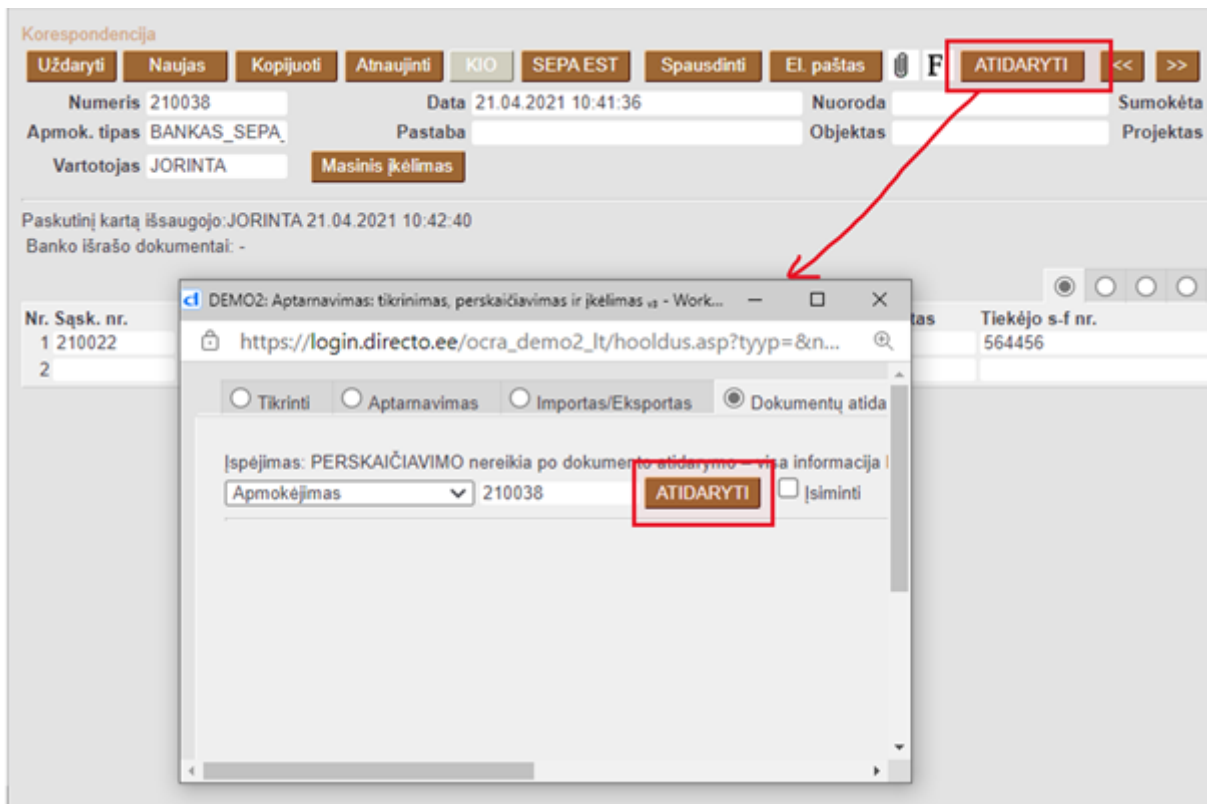 Korespondencija
Uždaryti Naujas Kopijuoti Atnaujinti KIO SEPA EST Spausdinti El. paštas F ATIDARYTI << >>
Numeris 210038 Data 21.04.2021 10:41:36 Nuoroda Sumokėta
Apmok. tipas BANKAS_SEPA_ Pastaba Objektas Projektas
Vartotojas JORINTA Masinis įkėlimas
Paskutinį kartą išsaugojo:JORINTA 21.04.2021 10:42:40
Banko išrašo dokumentai: -
DEMO2: Aptarnavimas: tikrinimas, perskaičiavimas ir įkėlimas - Work...
Nr. Sąsk. nr. tas Tiekėjo s-f nr.
1 210022 564456
2
https://login.directo.ee/ocra_demo2_lt/hooldus.asp?tyyp=&n...
Tikrinti Aptarnavimas Importas/Eksportas Dokumentų atida
Įspėjimas: PERSKAIČIAVIMO nereikia po dokumento atidarymo – visa informacija
Apmokėjimas 210038 ATIDARYTI Įsiminti